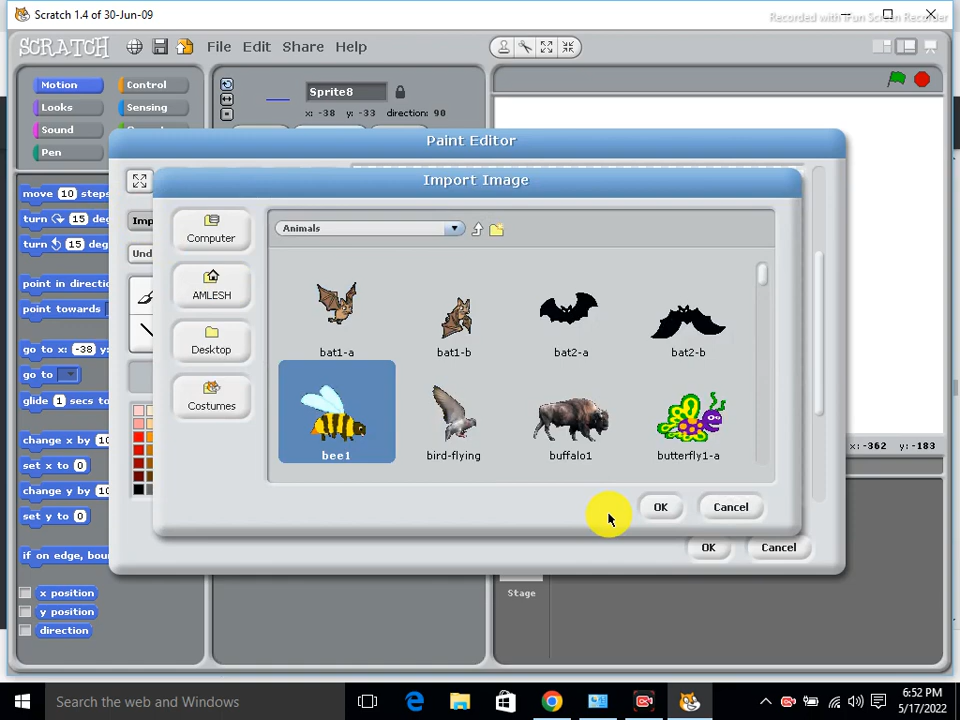 Scratch 1.4 of 30-Jun-09
Recorded with iFun Screen Recorder
SCRATCH
File Edit Share Help
Motion
Control
Looks
Sensing
Sound
Pen
Sprite8
x: -38 y: -33 direction: 90
Paint Editor
Import Image
Computer
AMLESH
Desktop
Costumes
Animals
bat1-a
bat1-b
bat2-a
bat2-b
bee1
bird-flying
buffalo1
butterfly1-a
OK
Cancel
OK
Cancel
Imp
Und
move 10 steps
turn 15 deg
turn 15 deg
point in directi
point towards
go to x: -38 y:
go to
glide 1 secs to
change x by 10
set x to 0
change y by 10
set y to 0
if on edge, bou
x position
y position
direction
x: -362 y: -183
Stage
Search the web and Windows
6:52 PM
5/17/2022